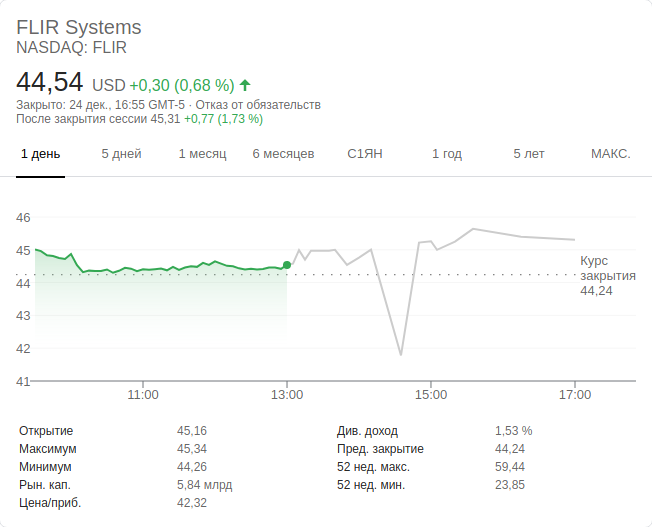 FLIR Systems
NASDAQ: FLIR
44,54 USD +0,30 (0,68 %)
Закрыто: 24 дек., 16:55 GMT-5 · Отказ от обязательств
После закрытия сессии 45,31 +0,77 (1,73 %)
1 день 5 дней 1 месяц 6 месяцев С1ЯН 1 год 5 лет МАКС.
46
45
44
43
42
41
Курс
закрытия
44,24
11:00 13:00 15:00 17:00
Открытие 45,16 Див. доход 1,53 %
Максимум 45,34 Пред. закрытие 44,24
Минимум 44,26 52 нед. макс. 59,44
Рын. кап. 5,84 млрд 52 нед. мин. 23,85
Цена/приб. 42,32